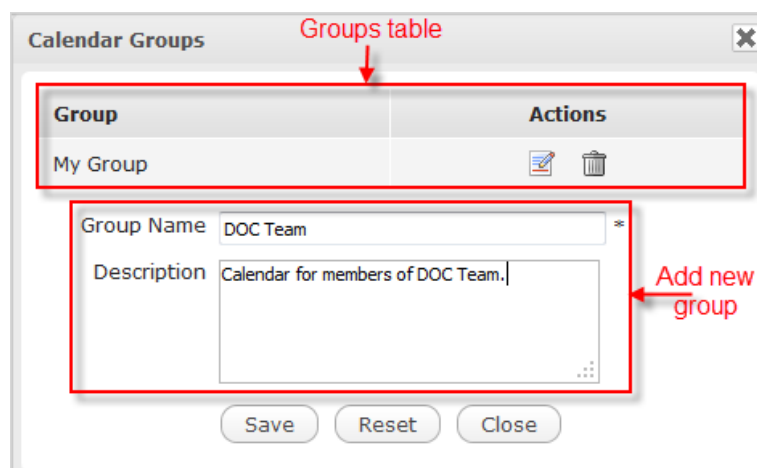 Groups table
Calendar Groups
Group Actions
My Group
Group Name DOC Team *
Description Calendar for members of DOC Team.
Add new
group
Save Reset Close